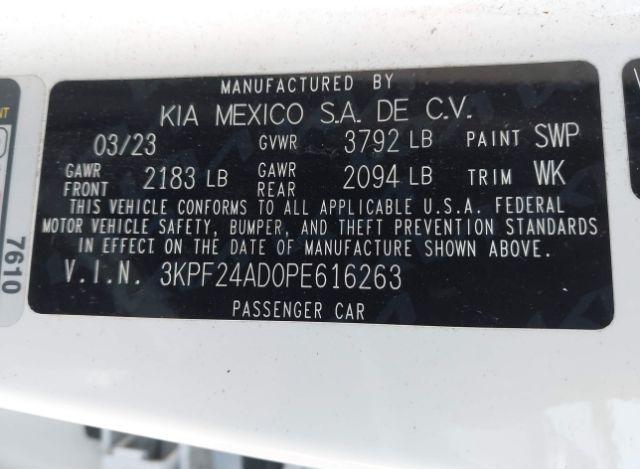 MANUFACTURED BY
KIA MEXICO S.A. DE C.V.
03/23 GVWR 3792 LB PAINT SWP
GAWR FRONT 2183 LB GAWR REAR 2094 LB TRIM WK
THIS VEHICLE CONFORMS TO ALL APPLICABLE U.S.A. FEDERAL
MOTOR VEHICLE SAFETY, BUMPER, AND THEFT PREVENTION STANDARDS
IN EFFECT ON THE DATE OF MANUFACTURE SHOWN ABOVE.
V.I.N. 3KPF24AD0PE616263
PASSENGER CAR
7610